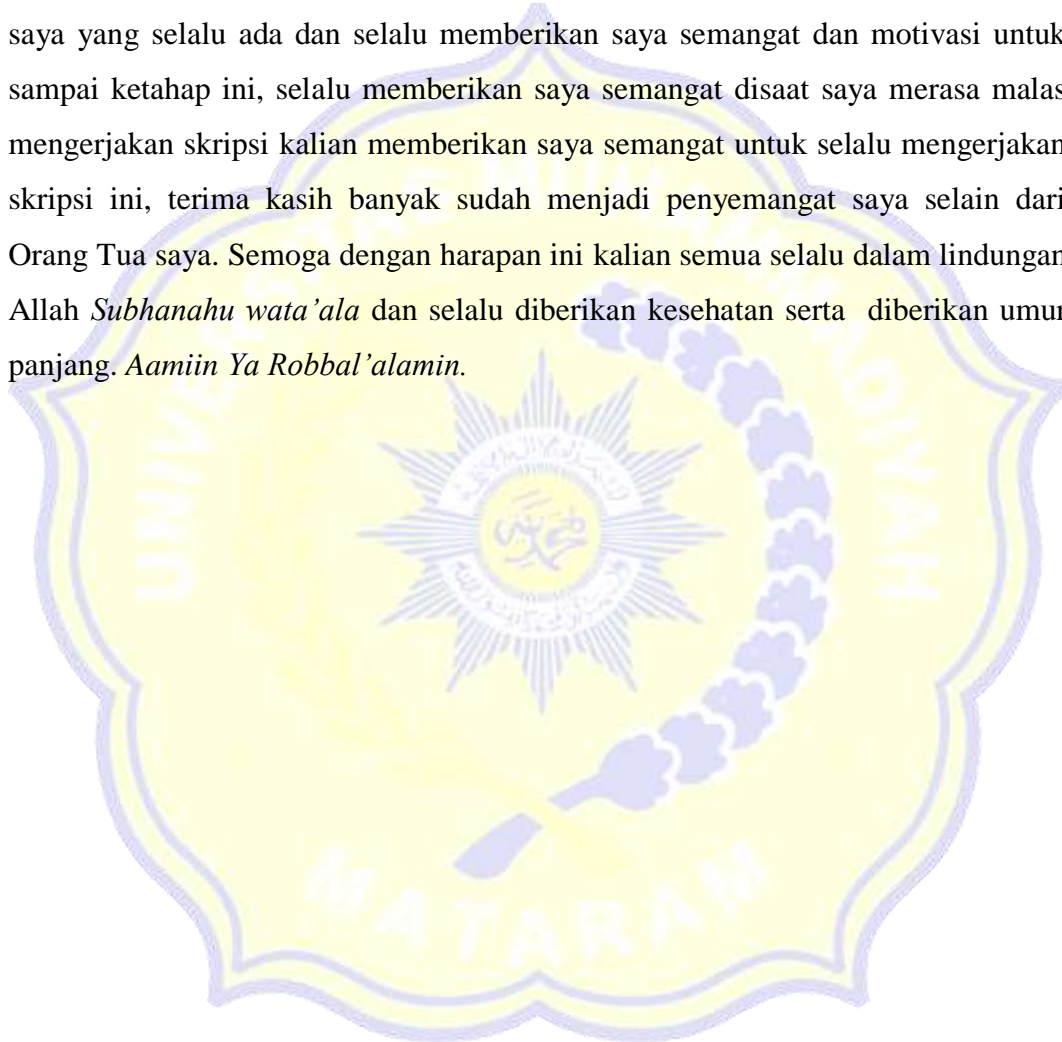 saya yang selalu ada dan selalu memberikan saya semangat dan motivasi untuk
sampai ketahap ini, selalu memberikan saya semangat disaat saya merasa malas
mengerjakan skripsi kalian memberikan saya semangat untuk selalu mengerjakan
skripsi ini, terima kasih banyak sudah menjadi penyemangat saya selain dari
Orang Tua saya. Semoga dengan harapan ini kalian semua selalu dalam lindungan
Allah Subhanahu wata’ala dan selalu diberikan kesehatan serta  diberikan umur
panjang. Aamiin Ya Robbal’alamin.
UNIVERSITAS MUHAMMADIYAH
MATARAM